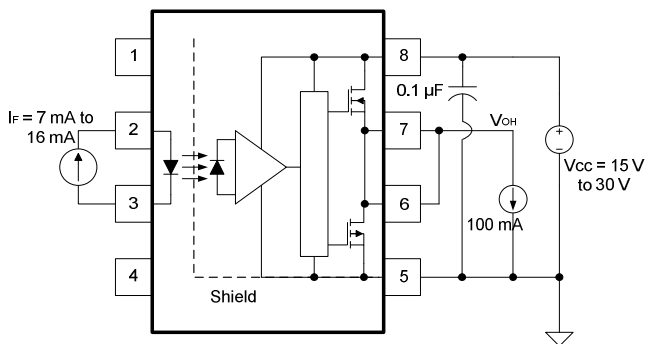 1
8
0.1 µF
IF = 7 mA to
16 mA
2
7
VOH
VCC = 15 V
to 30 V
3
6
100 mA
4
5
Shield